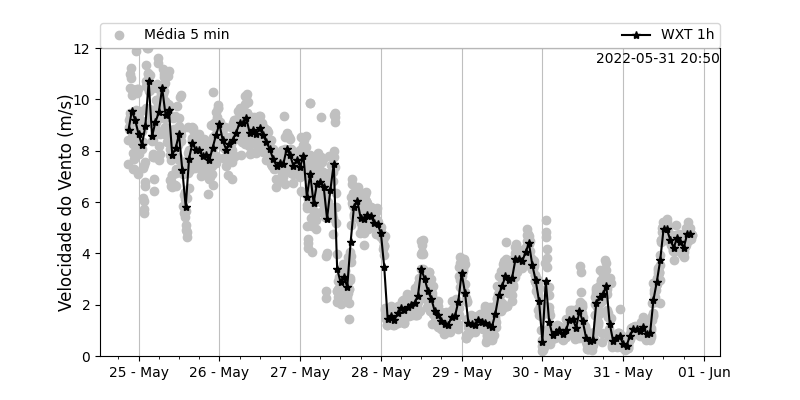 Média 5 min
WXT 1h
2022-05-31 20:50
Velocidade do Vento (m/s)
12
10
8
6
4
2
0
25 - May 26 - May 27 - May 28 - May 29 - May 30 - May 31 - May 01 - Jun